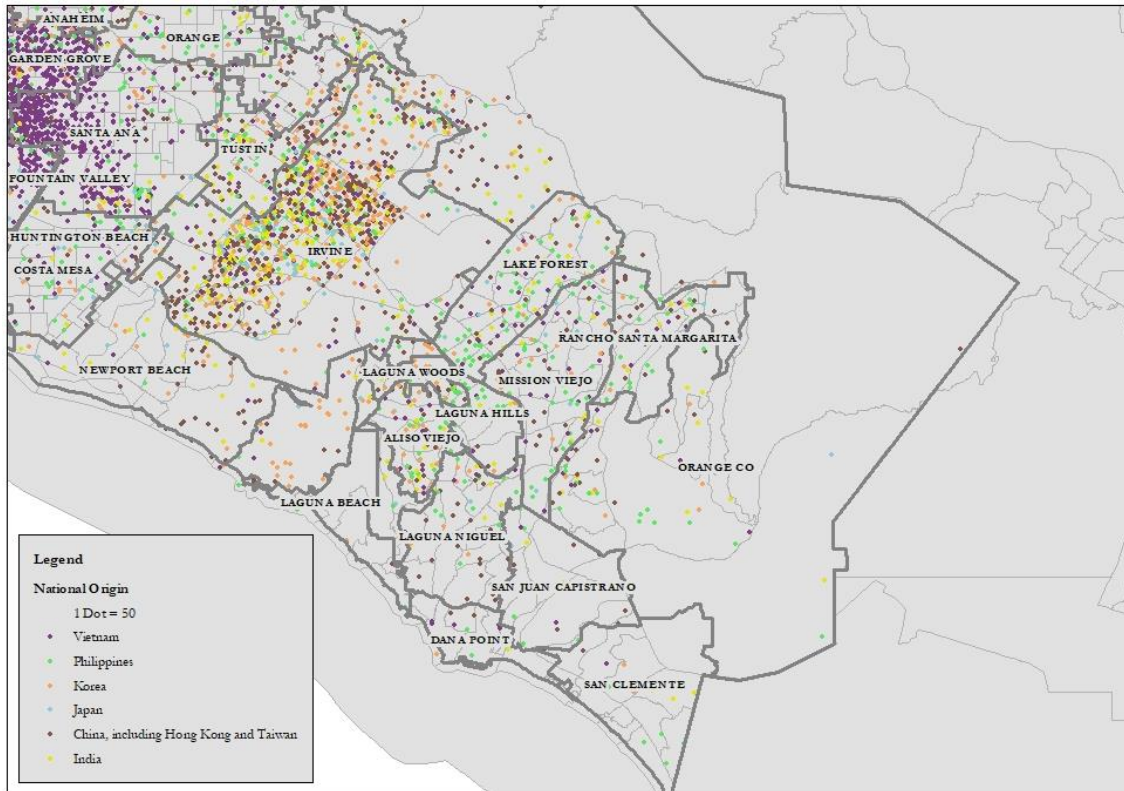 ANAHEIM
ORANGE
GARDEN GROVE
SANTA ANA
TUSTIN
FOUNTAIN VALLEY
HUNTINGTON BEACH
IRVINE
COSTA MESA
LAKE FOREST
RANCHO SANTA MARGARITA
NEWPORT BEACH
LAGUNA WOODS
MISSION VIEJO
LAGUNA HILLS
ALISO VIEJO
ORANGE CO
LAGUNA BEACH
LAGUNA NIGUEL
SAN JUAN CAPISTRANO
DANA POINT
SAN CLEMENTE
Legend
National Origin
1 Dot = 50
Vietnam
Philippines
Korea
Japan
China, including Hong Kong and Taiwan
India